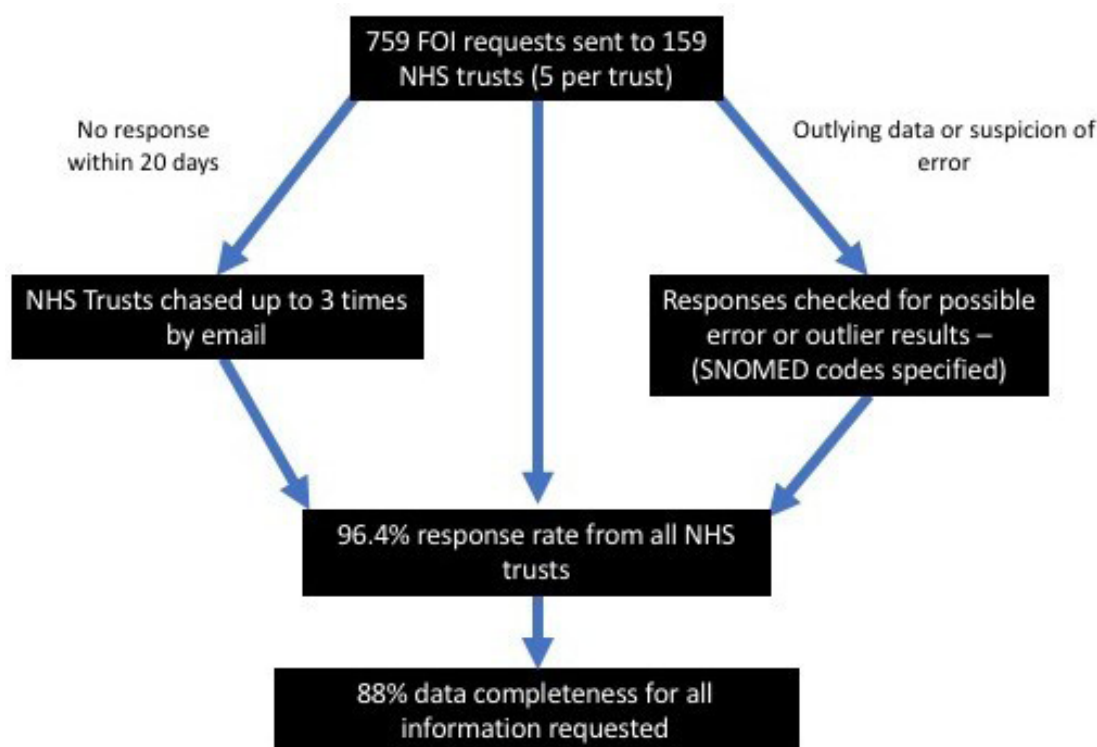 759 FOI requests sent to 159
NHS trusts (5 per trust)
No response
within 20 days
Outlying data or suspicion of
error
NHS Trusts chased up to 3 times
by email
Responses checked for possible
error or outlier results –
(SNOMED codes specified)
96.4% response rate from all NHS
trusts
88% data completeness for all
information requested